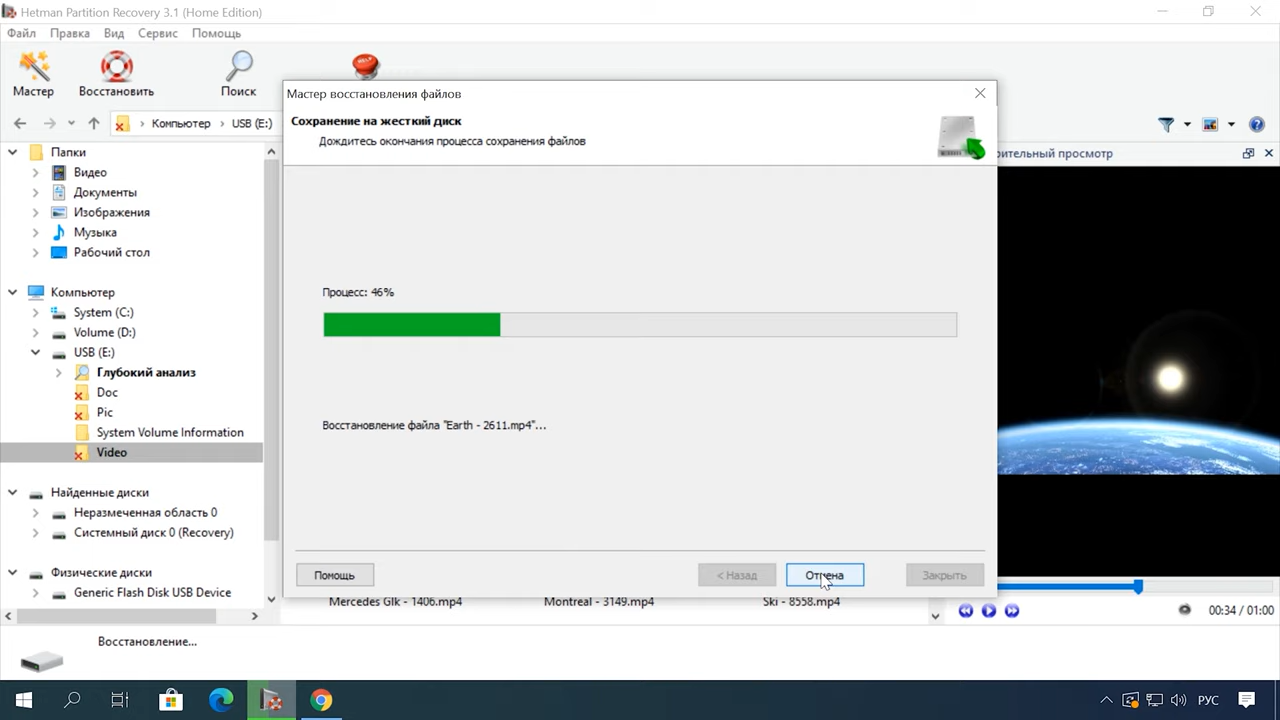 Hetman Partition Recovery 3.1 (Home Edition)
Файл Правка Вид Сервис Помощь
Мастер Восстановить Поиск
HELP
Компьютер USB (E:)
Папки
Видео
Документы
Изображения
Музыка
Рабочий стол
Компьютер
System (C:)
Volume (D:)
USB (E:)
Глубокий анализ
Doc
Pic
System Volume Information
Video
Найденные диски
Неразмеченная область 0
Системный диск 0 (Recovery)
Физические диски
Generic Flash Disk USB Device
Мастер восстановления файлов
Сохранение на жесткий диск
Дождитесь окончания процесса сохранения файлов
Процесс: 46%
Восстановление файла "Earth - 2611.mp4"...
Помощь < Назад Отмена Закрыть
Mercedes Glk - 1406.mp4 Montreal - 3149.mp4 Ski - 8558.mp4
рительный просмотр
00:34 / 01:00
Восстановление...
РУС